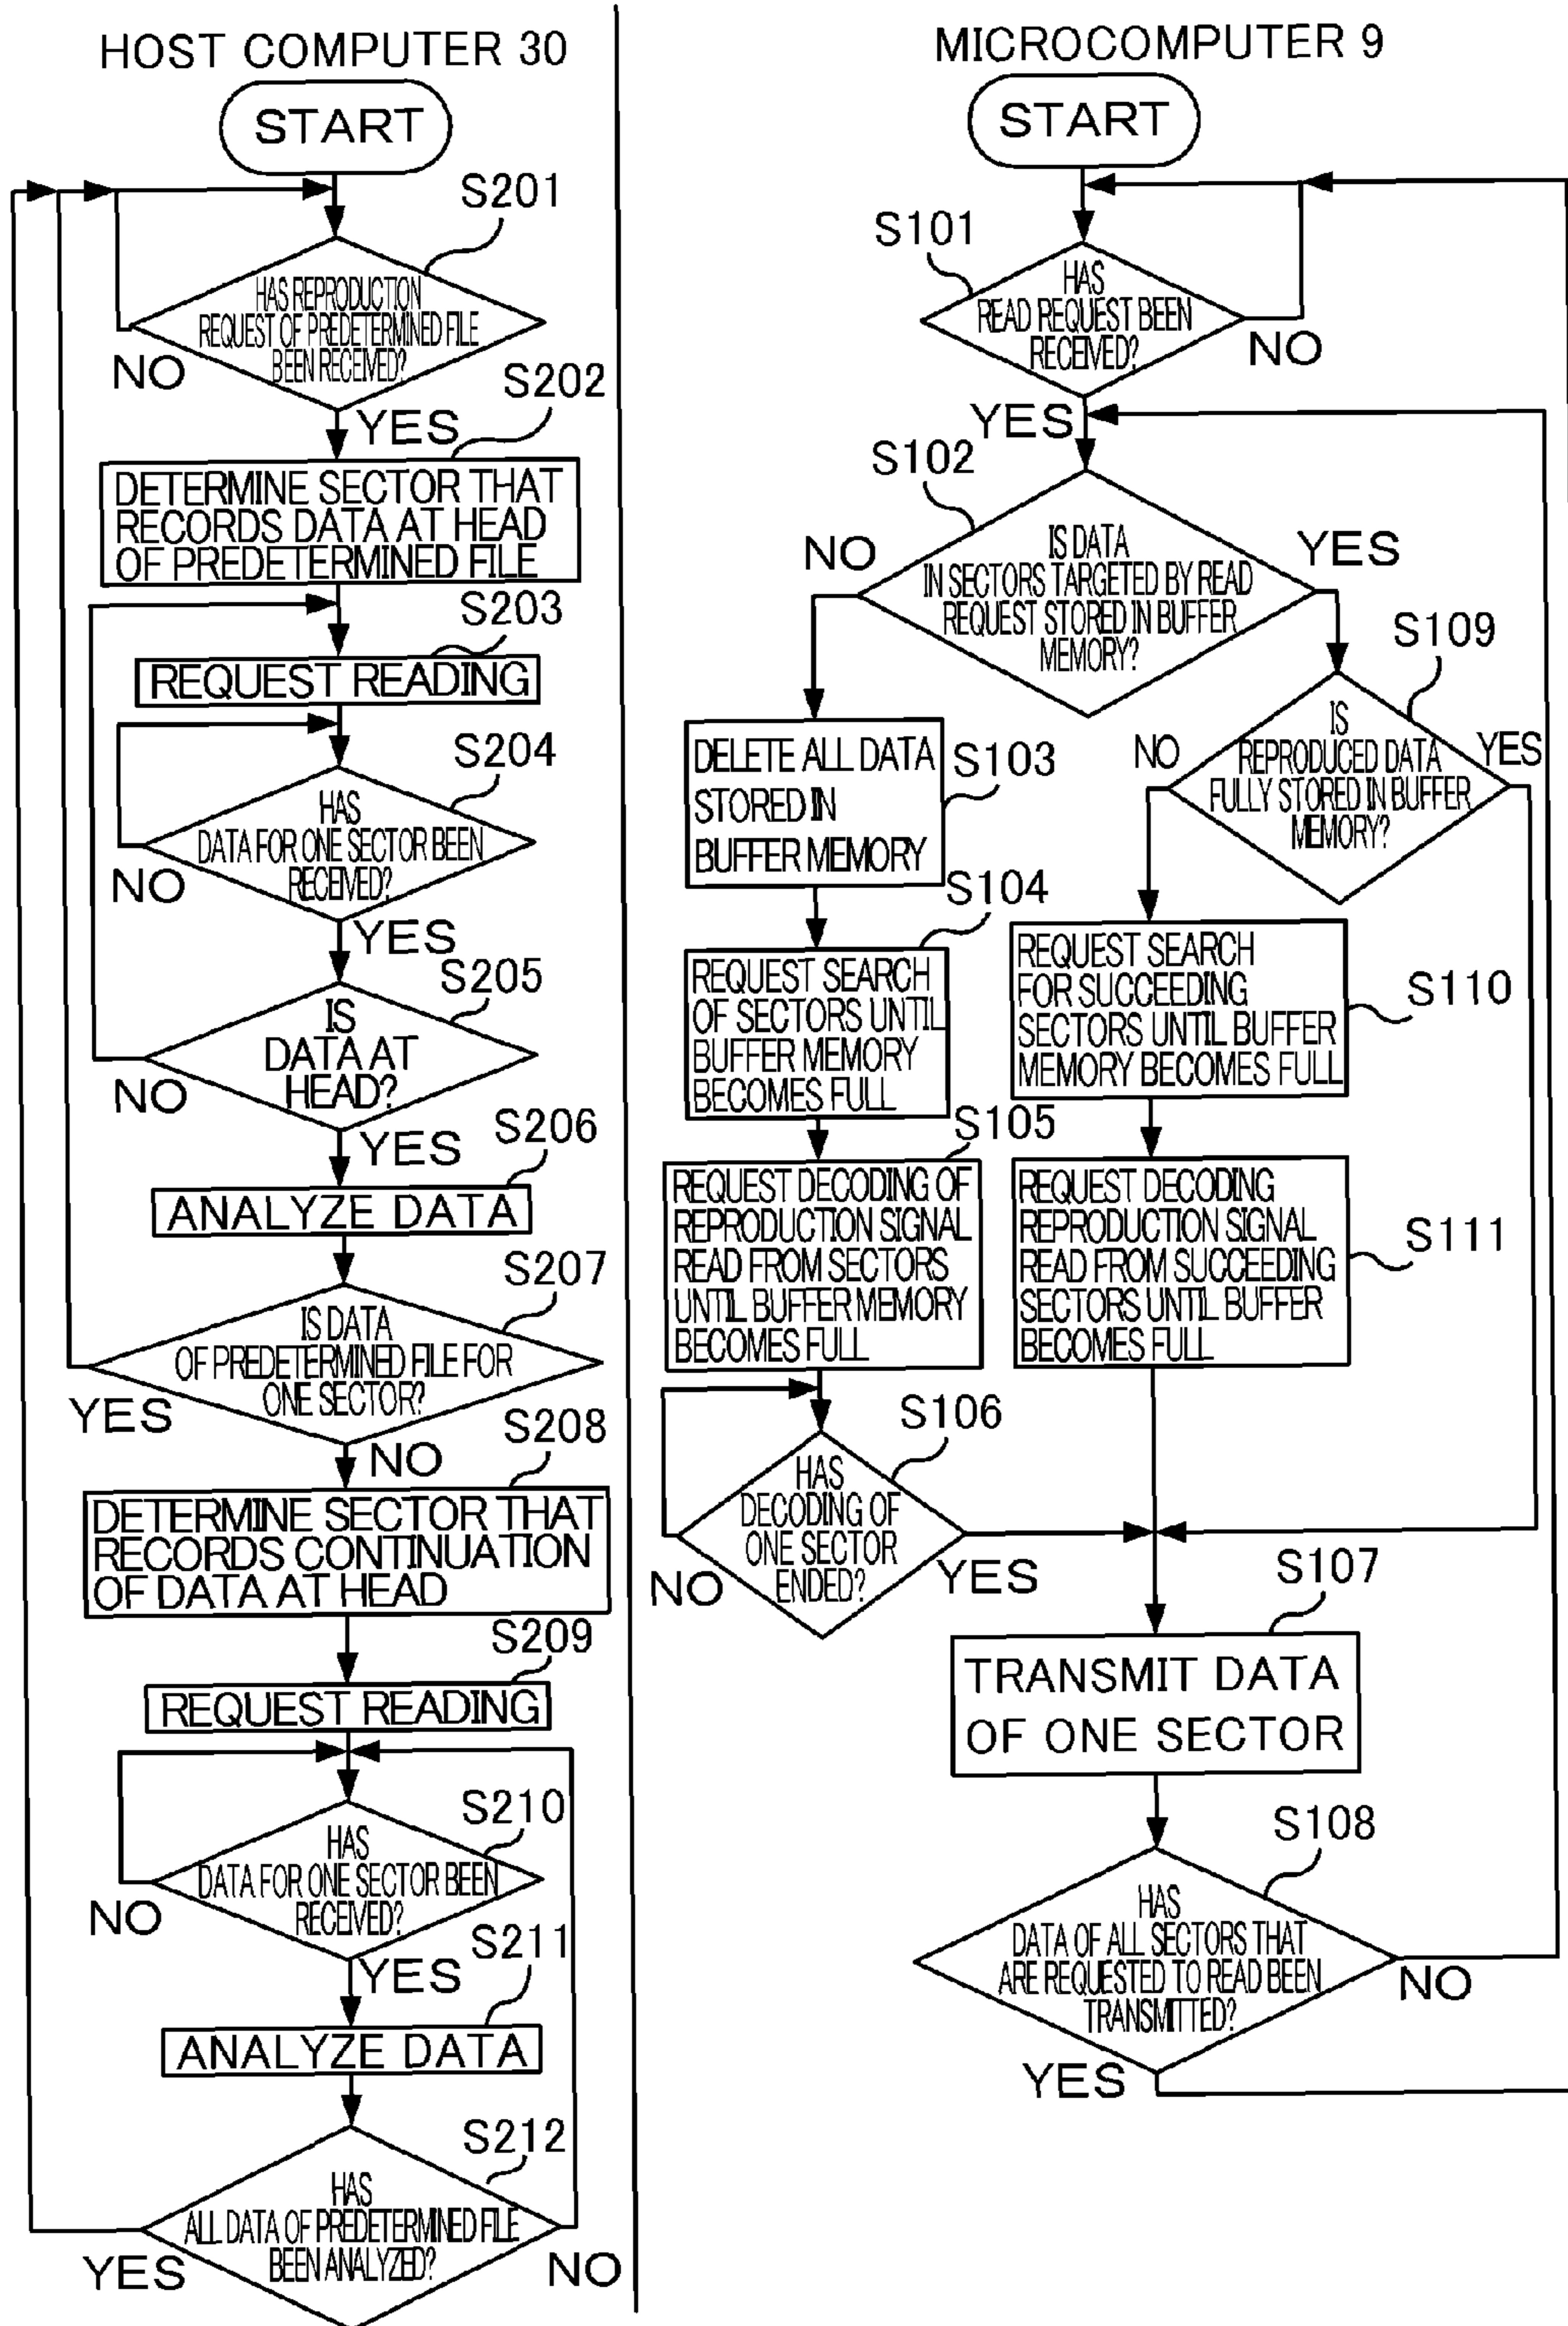 HOST COMPUTER 30
START
S201
HAS REPRODUCTION
REQUEST OF PREDETERMINED FILE
BEEN RECEIVED?
NO
YES
S202
DETERMINE SECTOR THAT
RECORDS DATA AT HEAD
OF PREDETERMINED FILE
S203
REQUEST READING
S204
HAS
DATA FOR ONE SECTOR BEEN
RECEIVED?
NO
YES
S205
IS
DATA AT
HEAD?
NO
YES
S206
ANALYZE DATA
S207
IS DATA
OF PREDETERMINED FILE FOR
ONE SECTOR?
YES
NO
S208
DETERMINE SECTOR THAT
RECORDS CONTINUATION
OF DATA AT HEAD
S209
REQUEST READING
S210
HAS
DATA FOR ONE SECTOR BEEN
RECEIVED?
NO
YES
S211
ANALYZE DATA
S212
HAS
ALL DATA OF PREDETERMINED FILE
BEEN ANALYZED?
YES
NO
MICROCOMPUTER 9
START
S101
HAS
READ REQUEST BEEN
RECEIVED?
NO
YES
S102
IS DATA
IN SECTORS TARGETED BY READ
REQUEST STORED IN BUFFER
MEMORY?
NO
YES
S103
DELETE ALL DATA
STORED IN
BUFFER MEMORY
S104
REQUEST SEARCH
OF SECTORS UNTIL
BUFFER MEMORY
BECOMES FULL
S105
REQUEST DECODING OF
REPRODUCTION SIGNAL
READ FROM SECTORS
UNTIL BUFFER MEMORY
BECOMES FULL
S106
HAS
DECODING OF
ONE SECTOR
ENDED?
NO
YES
S109
IS
REPRODUCED DATA
FULLY STORED IN BUFFER
MEMORY?
NO
YES
S110
REQUEST SEARCH
FOR SUCCEEDING
SECTORS UNTIL BUFFER
MEMORY BECOMES FULL
S111
REQUEST DECODING
REPRODUCTION SIGNAL
READ FROM SUCCEEDING
SECTORS UNTIL BUFFER
BECOMES FULL
S107
TRANSMIT DATA
OF ONE SECTOR
S108
HAS
DATA OF ALL SECTORS THAT
ARE REQUESTED TO READ BEEN
TRANSMITTED?
NO
YES